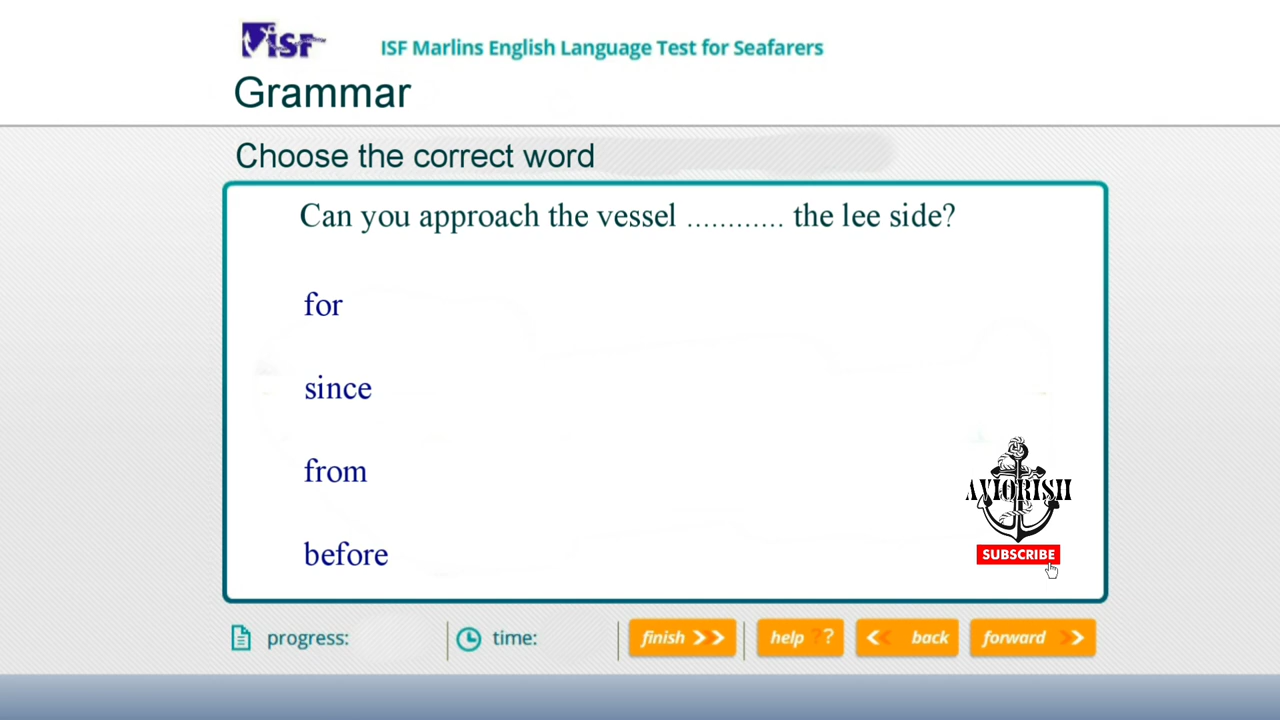 ISF
ISF Marlins English Language Test for Seafarers
Grammar
Choose the correct word
Can you approach the vessel ............ the lee side?
for
since
from
before
AVIORISH
SUBSCRIBE
progress:
time:
finish
help ??
back
forward